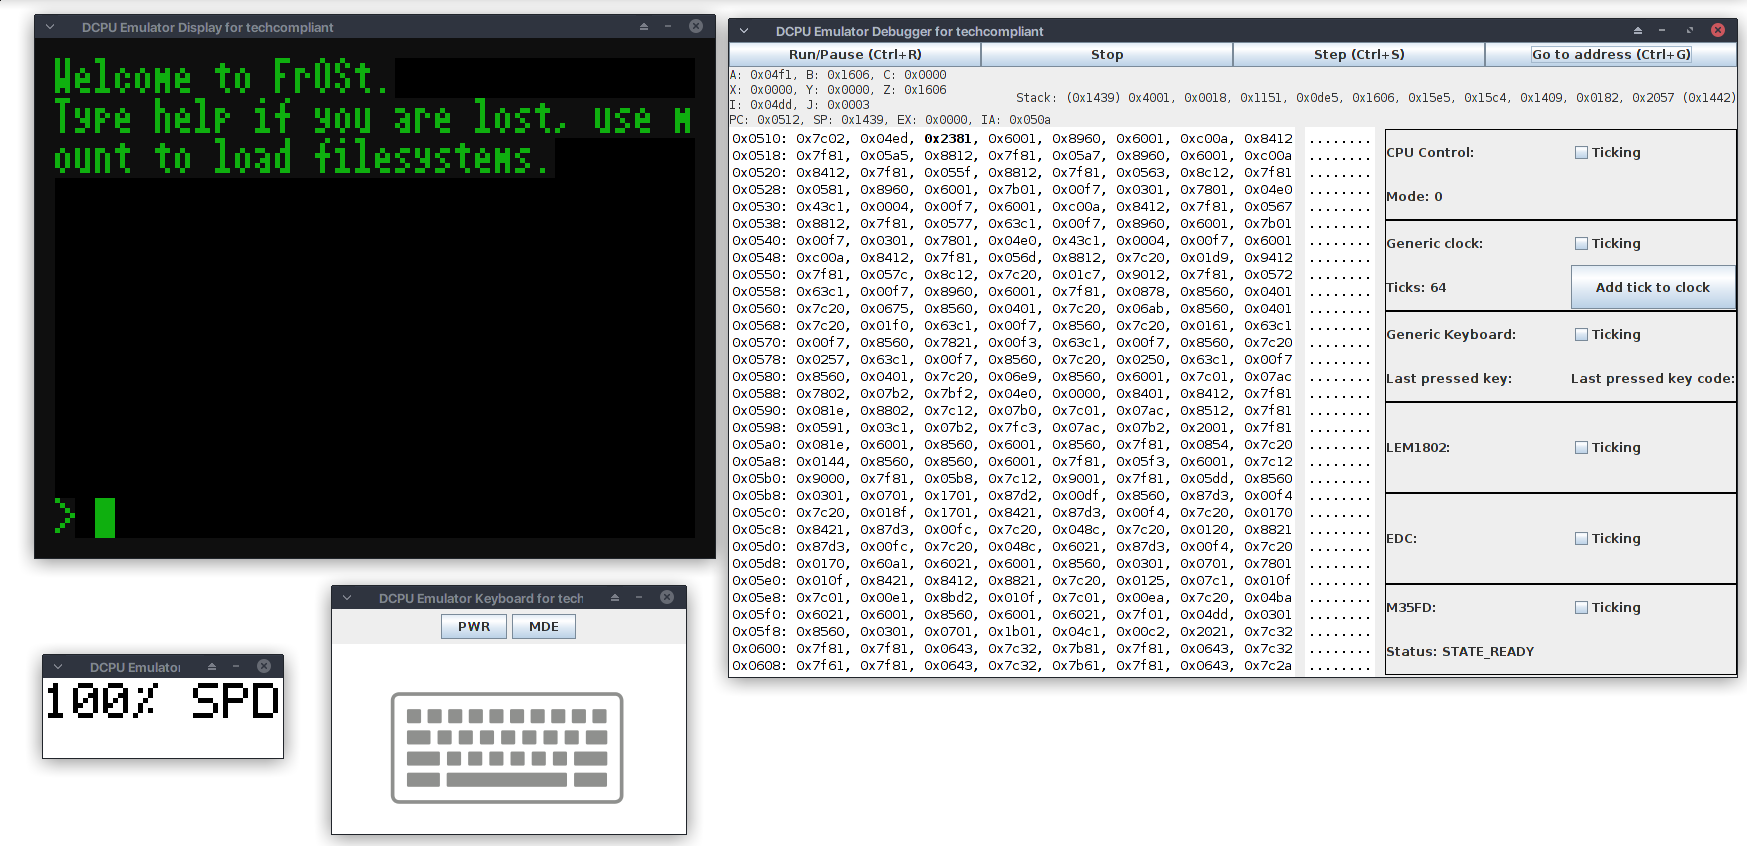 DCPU Emulator Display for techcompliant
Welcome to FrOSt.
Type help if you are lost, use m
ount to load filesystems.
>
DCPU Emulator Debugger for techcompliant
Run/Pause (Ctrl+R) Stop Step (Ctrl+S) Go to address (Ctrl+G)
A: 0x04f1, B: 0x1606, C: 0x0000
X: 0x0000, Y: 0x0000, Z: 0x1606
I: 0x04dd, J: 0x0003
Stack: (0x1439) 0x4001, 0x0018, 0x1151, 0x0de5, 0x1606, 0x15e5, 0x15c4, 0x1409, 0x0182, 0x2057 (0x1442)
PC: 0x0512, SP: 0x1439, EX: 0x0000, IA: 0x050a
0x0510: 0x7c02, 0x04ed, 0x2381, 0x6001, 0x8960, 0x6001, 0xc00a, 0x8412 ........
0x0518: 0x7f81, 0x05a5, 0x8812, 0x7f81, 0x05a7, 0x8960, 0x6001, 0xc00a ........
0x0520: 0x8412, 0x7f81, 0x055f, 0x8812, 0x7f81, 0x0563, 0x8c12, 0x7f81 ........
0x0528: 0x0581, 0x8960, 0x6001, 0x7b01, 0x00f7, 0x0301, 0x7801, 0x04e0 ........
0x0530: 0x43c1, 0x0004, 0x00f7, 0x6001, 0xc00a, 0x8412, 0x7f81, 0x0567 ........
0x0538: 0x8812, 0x7f81, 0x0577, 0x63c1, 0x00f7, 0x8960, 0x6001, 0x7b01 ........
0x0540: 0x00f7, 0x0301, 0x7801, 0x04e0, 0x43c1, 0x0004, 0x00f7, 0x6001 ........
0x0548: 0xc00a, 0x8412, 0x7f81, 0x056d, 0x8812, 0x7c20, 0x01d9, 0x9412 ........
0x0550: 0x7f81, 0x057c, 0x8c12, 0x7c20, 0x01c7, 0x9012, 0x7f81, 0x0572 ........
0x0558: 0x63c1, 0x00f7, 0x8960, 0x6001, 0x7f81, 0x0878, 0x8560, 0x0401 ........
0x0560: 0x7c20, 0x0675, 0x8560, 0x0401, 0x7c20, 0x06ab, 0x8560, 0x0401 ........
0x0568: 0x7c20, 0x01f0, 0x63c1, 0x00f7, 0x8560, 0x7c20, 0x0161, 0x63c1 ........
0x0570: 0x00f7, 0x8560, 0x7821, 0x00f3, 0x63c1, 0x00f7, 0x8560, 0x7c20 ........
0x0578: 0x0257, 0x63c1, 0x00f7, 0x8560, 0x7c20, 0x0250, 0x63c1, 0x00f7 ........
0x0580: 0x8560, 0x0401, 0x7c20, 0x06e9, 0x8560, 0x6001, 0x7c01, 0x07ac ........
0x0588: 0x7802, 0x07b2, 0x7bf2, 0x04e0, 0x0000, 0x8401, 0x8412, 0x7f81 ........
0x0590: 0x081e, 0x8802, 0x7c12, 0x07b0, 0x7c01, 0x07ac, 0x8512, 0x7f81 ........
0x0598: 0x0591, 0x03c1, 0x07b2, 0x7fc3, 0x07ac, 0x07b2, 0x2001, 0x7f81 ........
0x05a0: 0x081e, 0x6001, 0x8560, 0x6001, 0x8560, 0x7f81, 0x0854, 0x7c20 ........
0x05a8: 0x0144, 0x8560, 0x8560, 0x6001, 0x7f81, 0x05f3, 0x6001, 0x7c12 ........
0x05b0: 0x9000, 0x7f81, 0x05b8, 0x7c12, 0x9001, 0x7f81, 0x05dd, 0x8560 ........
0x05b8: 0x0301, 0x0701, 0x1701, 0x87d2, 0x00df, 0x8560, 0x87d3, 0x00f4 ........
0x05c0: 0x7c20, 0x018f, 0x1701, 0x8421, 0x87d3, 0x00f4, 0x7c20, 0x0170 ........
0x05c8: 0x8421, 0x87d3, 0x00fc, 0x7c20, 0x048c, 0x7c20, 0x0120, 0x8821 ........
0x05d0: 0x87d3, 0x00fc, 0x7c20, 0x048c, 0x6021, 0x87d3, 0x00f4, 0x7c20 ........
0x05d8: 0x0170, 0x60a1, 0x6021, 0x6001, 0x8560, 0x0301, 0x0701, 0x7801 ........
0x05e0: 0x010f, 0x8421, 0x8412, 0x8821, 0x7c20, 0x0125, 0x07c1, 0x010f ........
0x05e8: 0x7c01, 0x00e1, 0x8bd2, 0x010f, 0x7c01, 0x00ea, 0x7c20, 0x04ba ........
0x05f0: 0x6021, 0x6001, 0x8560, 0x6001, 0x6021, 0x7f01, 0x04dd, 0x0301 ........
0x05f8: 0x8560, 0x0301, 0x0701, 0x1b01, 0x04c1, 0x00c2, 0x2021, 0x7c32 ........
0x0600: 0x7f81, 0x7f81, 0x0643, 0x7c32, 0x7b81, 0x7f81, 0x0643, 0x7c32 ........
0x0608: 0x7f61, 0x7f81, 0x0643, 0x7c32, 0x7b61, 0x7f81, 0x0643, 0x7c2a ........
CPU Control: Ticking
Mode: 0
Generic clock: Ticking
Ticks: 64 Add tick to clock
Generic Keyboard: Ticking
Last pressed key: Last pressed key code:
LEM1802: Ticking
EDC: Ticking
M35FD: Ticking
Status: STATE_READY
DCPU Emulator Keyboard for tech
PWR MDE
DCPU Emulator
100% SPD